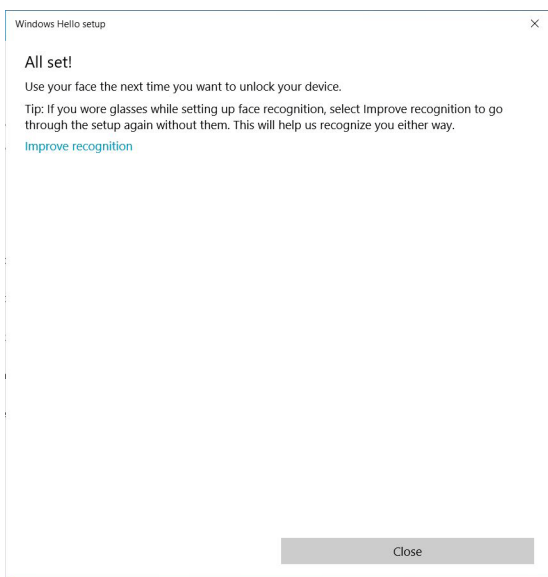 Windows Hello setup
All set!
Use your face the next time you want to unlock your device.
Tip: If you wore glasses while setting up face recognition, select Improve recognition to go
through the setup again without them. This will help us recognize you either way.
Improve recognition
Close